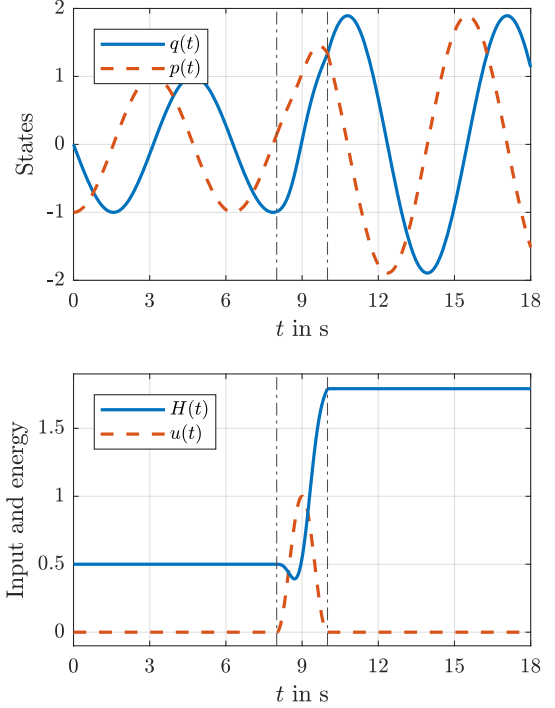 2
1
0
-1
-2
States
q(t)
p(t)
0 3 6 9 12 15 18
t in s
1.5
1
0.5
0
Input and energy
H(t)
u(t)
0 3 6 9 12 15 18
t in s